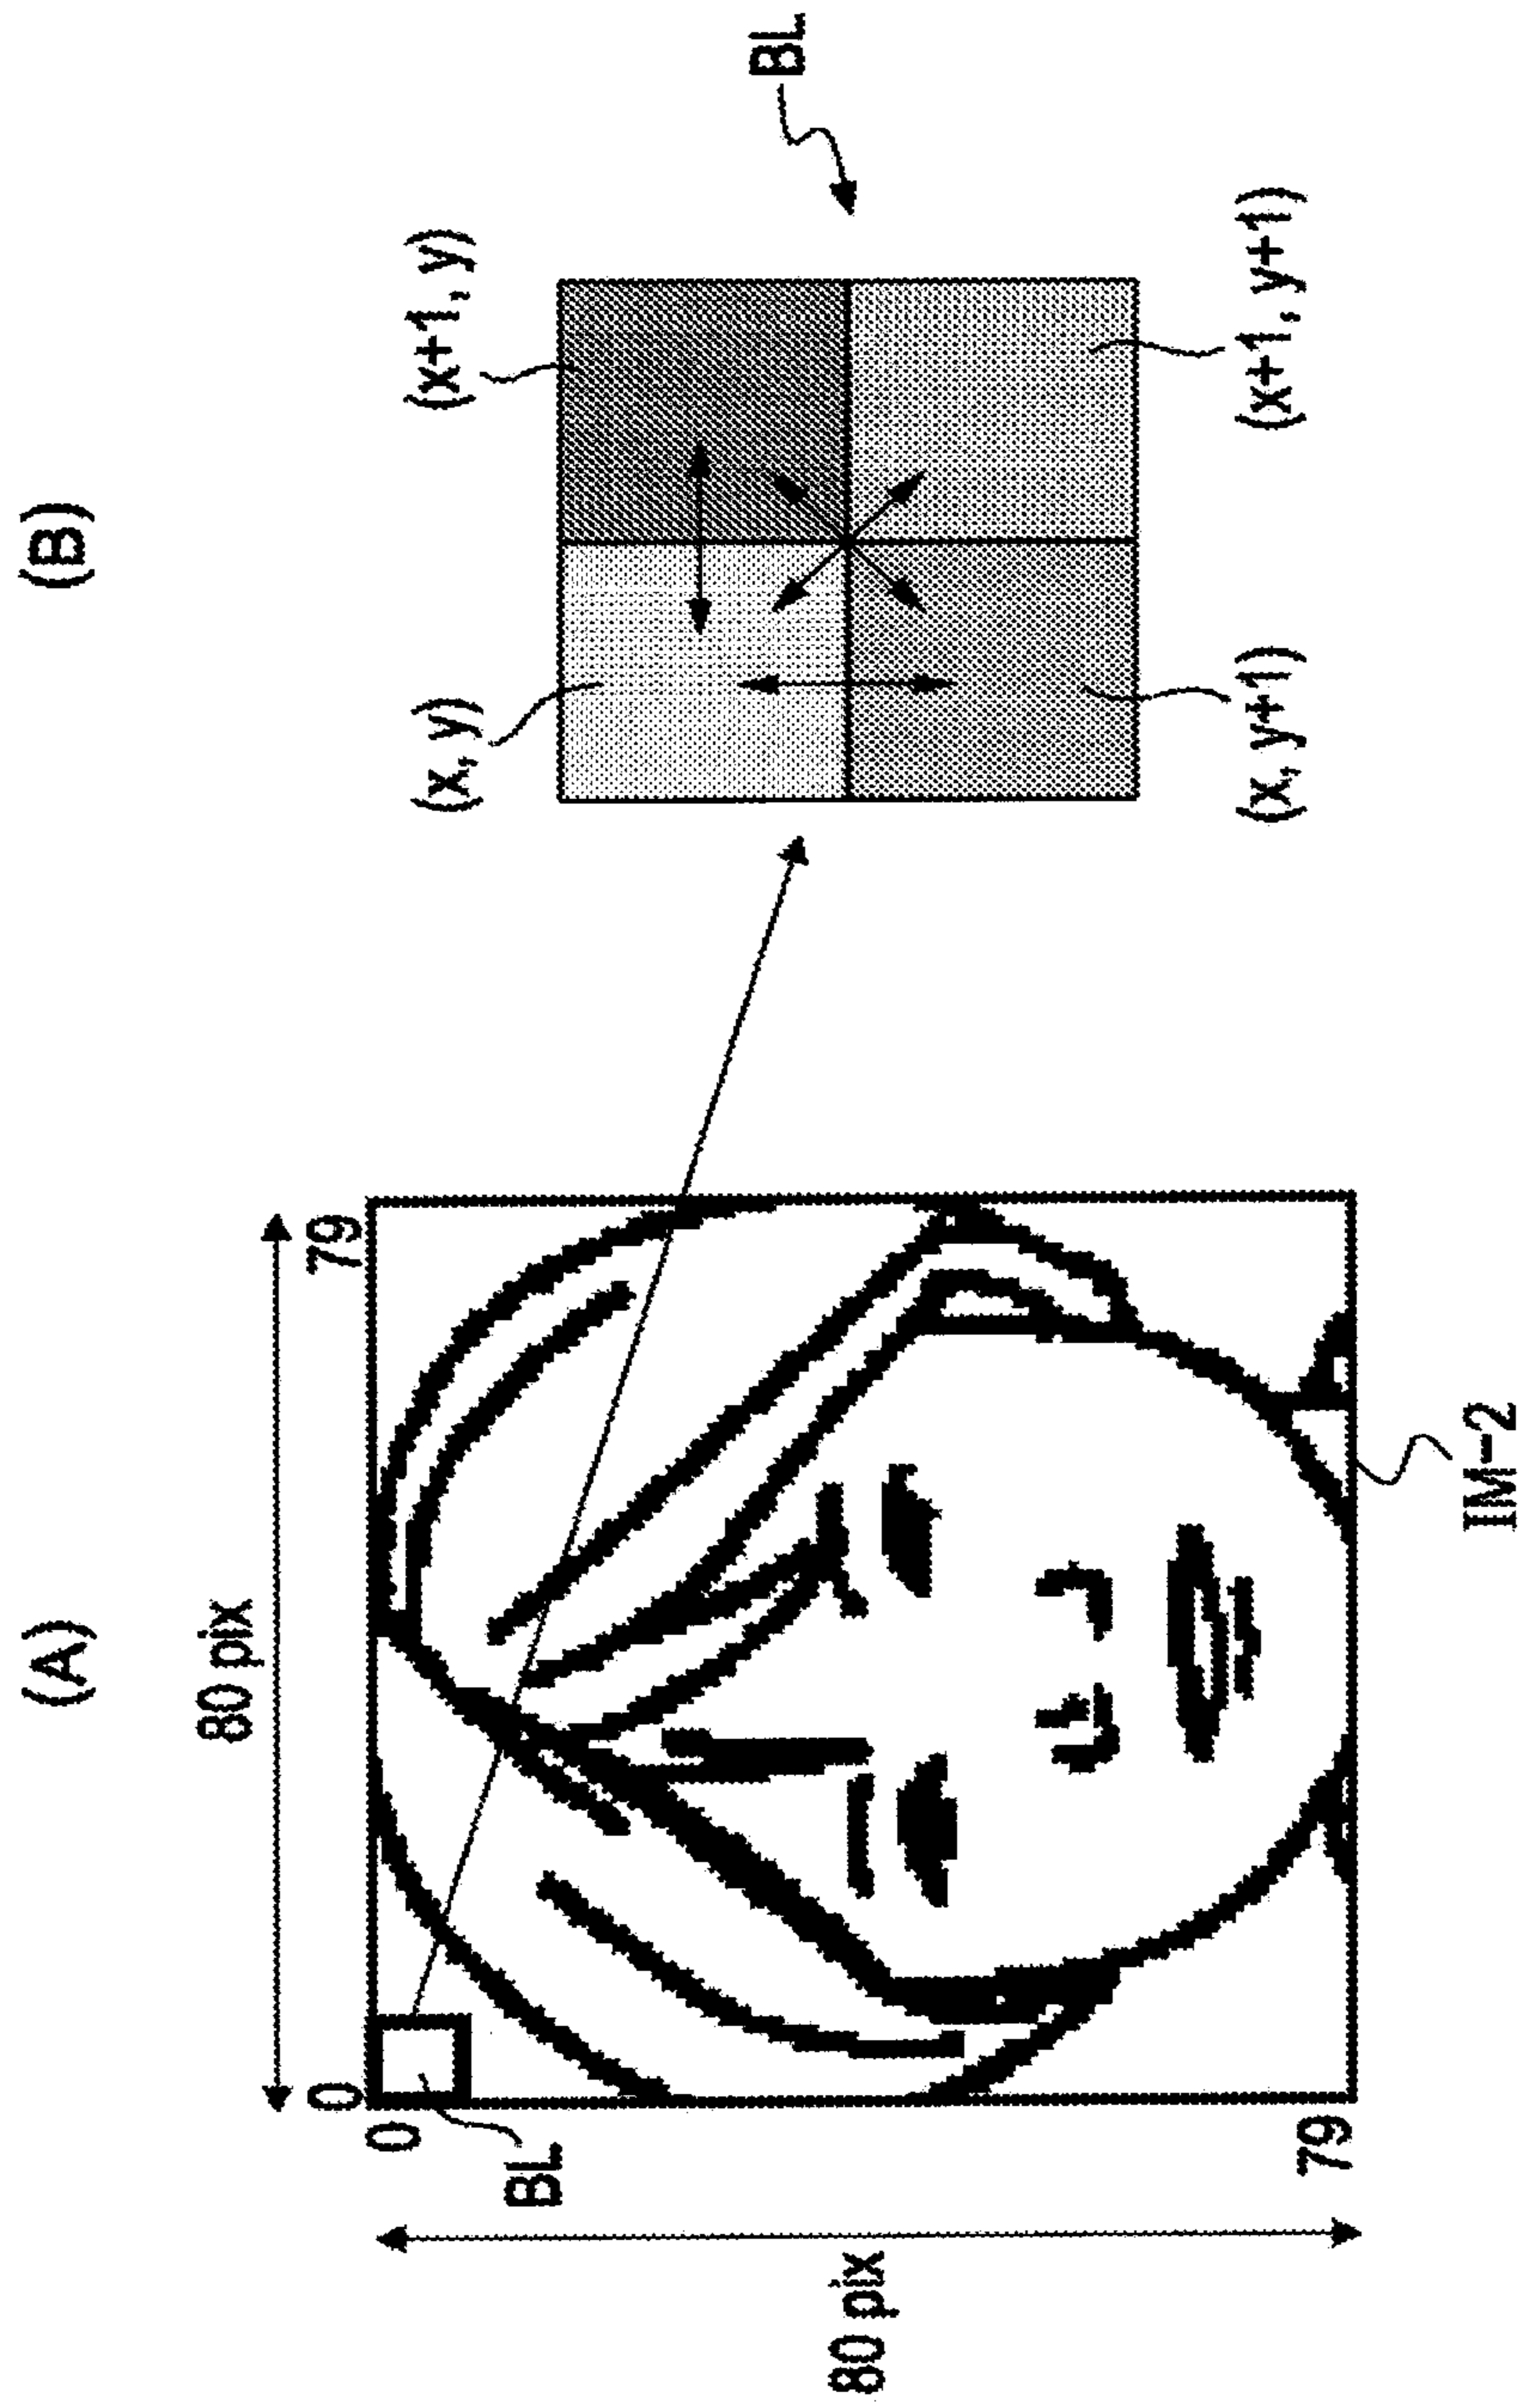 (A)
80 pix
0
79
0
BL
79
80 pix
IM-2
(B)
(x, y)
(x+1, y)
BL
(x, y+1)
(x+1, y+1)